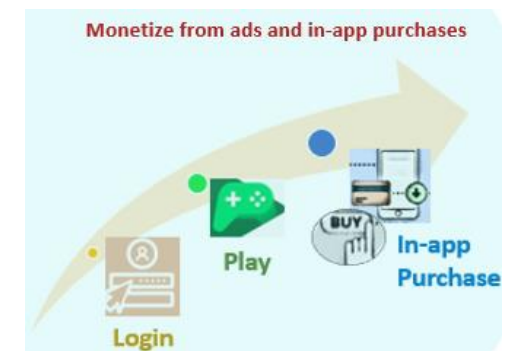 Monetize from ads and in-app purchases
BUY
In-app
Purchase
Play
Login